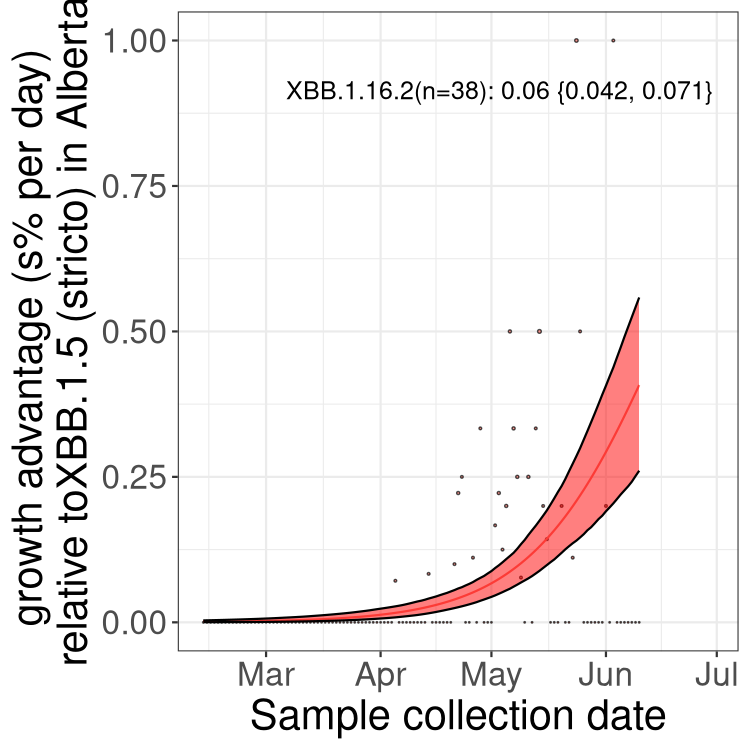 growth advantage (s% per day)
relative toXBB.1.5 (stricto) in Alberta
1.00
0.75
0.50
0.25
0.00
XBB.1.16.2(n=38): 0.06 {0.042, 0.071}
Mar Apr May Jun Jul
Sample collection date